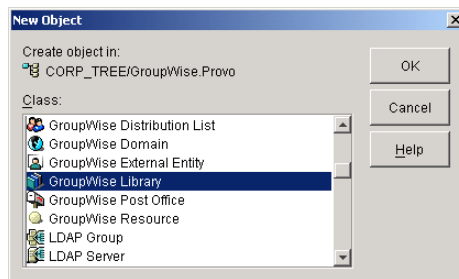 New Object
Create object in:
CORP_TREE/GroupWise.Provo
Class:
GroupWise Distribution List
GroupWise Domain
GroupWise External Entity
GroupWise Library
GroupWise Post Office
GroupWise Resource
LDAP Group
LDAP Server
OK
Cancel
Help